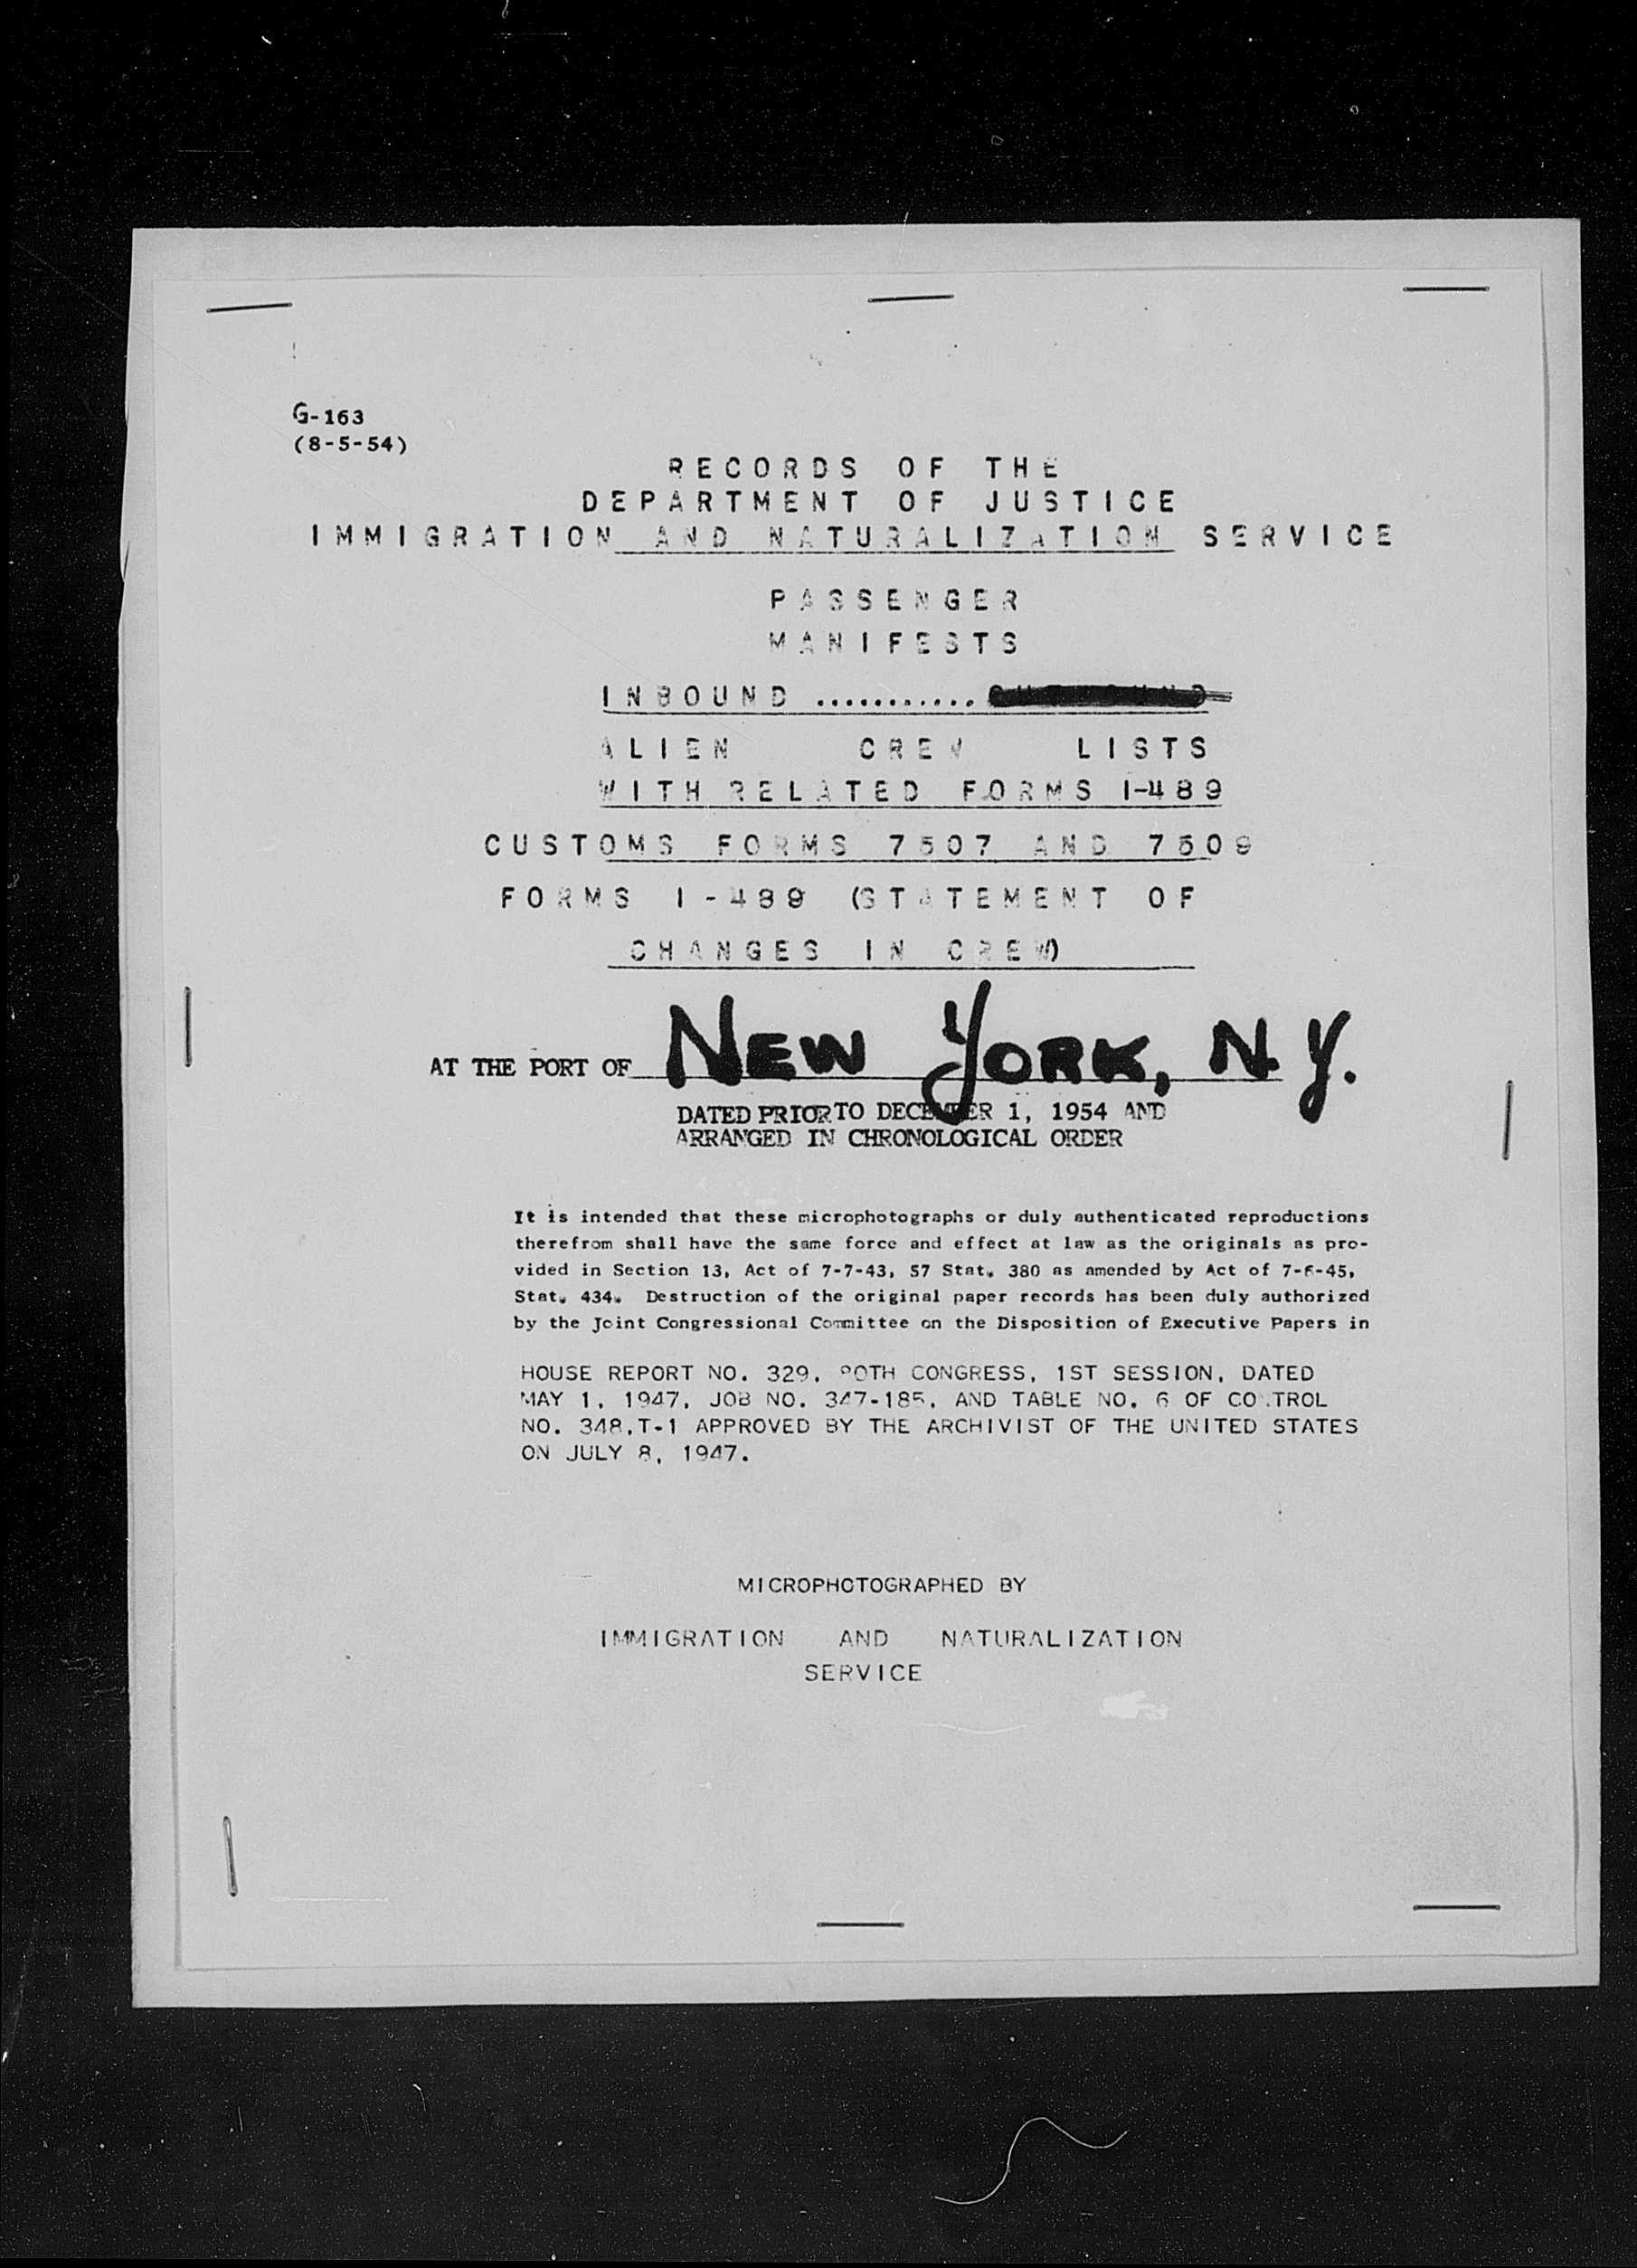 G-163
(8-5-54)
RECORDS OF THE
DEPARTMENT OF JUSTICE
IMMIGRATION AND NATURALIZATION SERVICE
PASSENGER
MANIFESTS
INBOUND ...........
ALIEN CREW LISTS
WITH RELATED FORMS I-489
CUSTOMS FORMS 7507 AND 7509
FORMS I-489 (STATEMENT OF
CHANGES IN CREW)
AT THE PORT OF NEW YORK, N.Y.
DATED PRIOR TO DECEMBER 1, 1954 AND
ARRANGED IN CHRONOLOGICAL ORDER
It is intended that these microphotographs or duly authenticated reproductions
therefrom shall have the same force and effect at law as the originals as pro-
vided in Section 13, Act of 7-7-43, 57 Stat. 380 as amended by Act of 7-6-45,
Stat. 434. Destruction of the original paper records has been duly authorized
by the Joint Congressional Committee on the Disposition of Executive Papers in
HOUSE REPORT NO. 329, 80TH CONGRESS, 1ST SESSION, DATED
MAY 1, 1947, JOB NO. 347-185, AND TABLE NO. 6 OF CONTROL
NO. 348,T-1 APPROVED BY THE ARCHIVIST OF THE UNITED STATES
ON JULY 8, 1947.
MICROPHOTOGRAPHED BY
IMMIGRATION AND NATURALIZATION
SERVICE